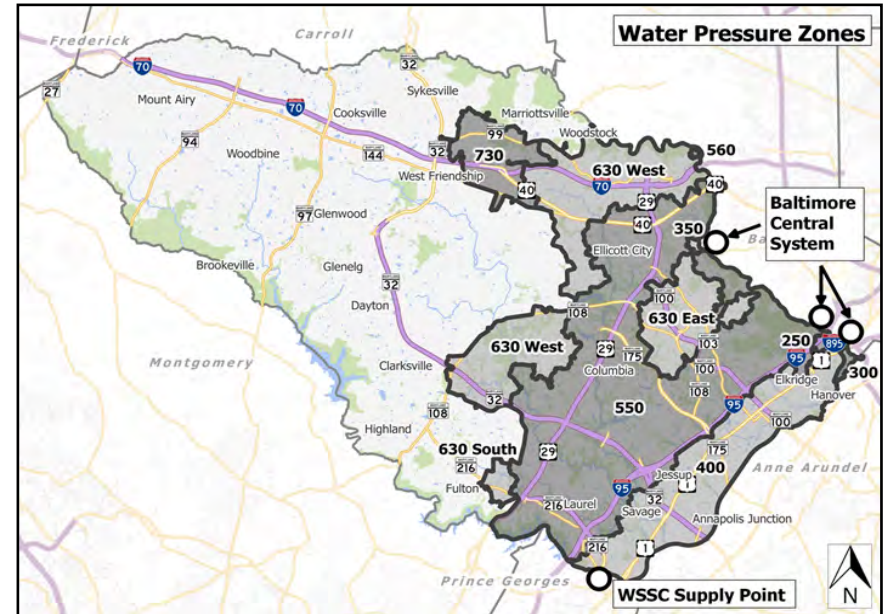 Water Pressure Zones
Frederick
Carroll
70
32
27
Mount Airy
Sykesville
70
Cooksville
Marriottsville
99
Woodstock
94
144
32
730
560
Woodbine
West Friendship
630 West
40
70
29
40
97
Glenwood
40
350
Baltimore
Central
System
Ellicott City
Brookeville
Glenelg
32
Dayton
108
100
630 East
Montgomery
630 West
29
175
103
250
895
Clarksville
Columbia
95
1
300
100
Elkridge
32
108
550
Hanover
108
95
100
Highland
630 South
29
175
Anne Arundel
216
400
Fulton
95
Jessup
1
216
Laurel
32
Savage
Annapolis Junction
216
1
Prince Georges
WSSC Supply Point
N